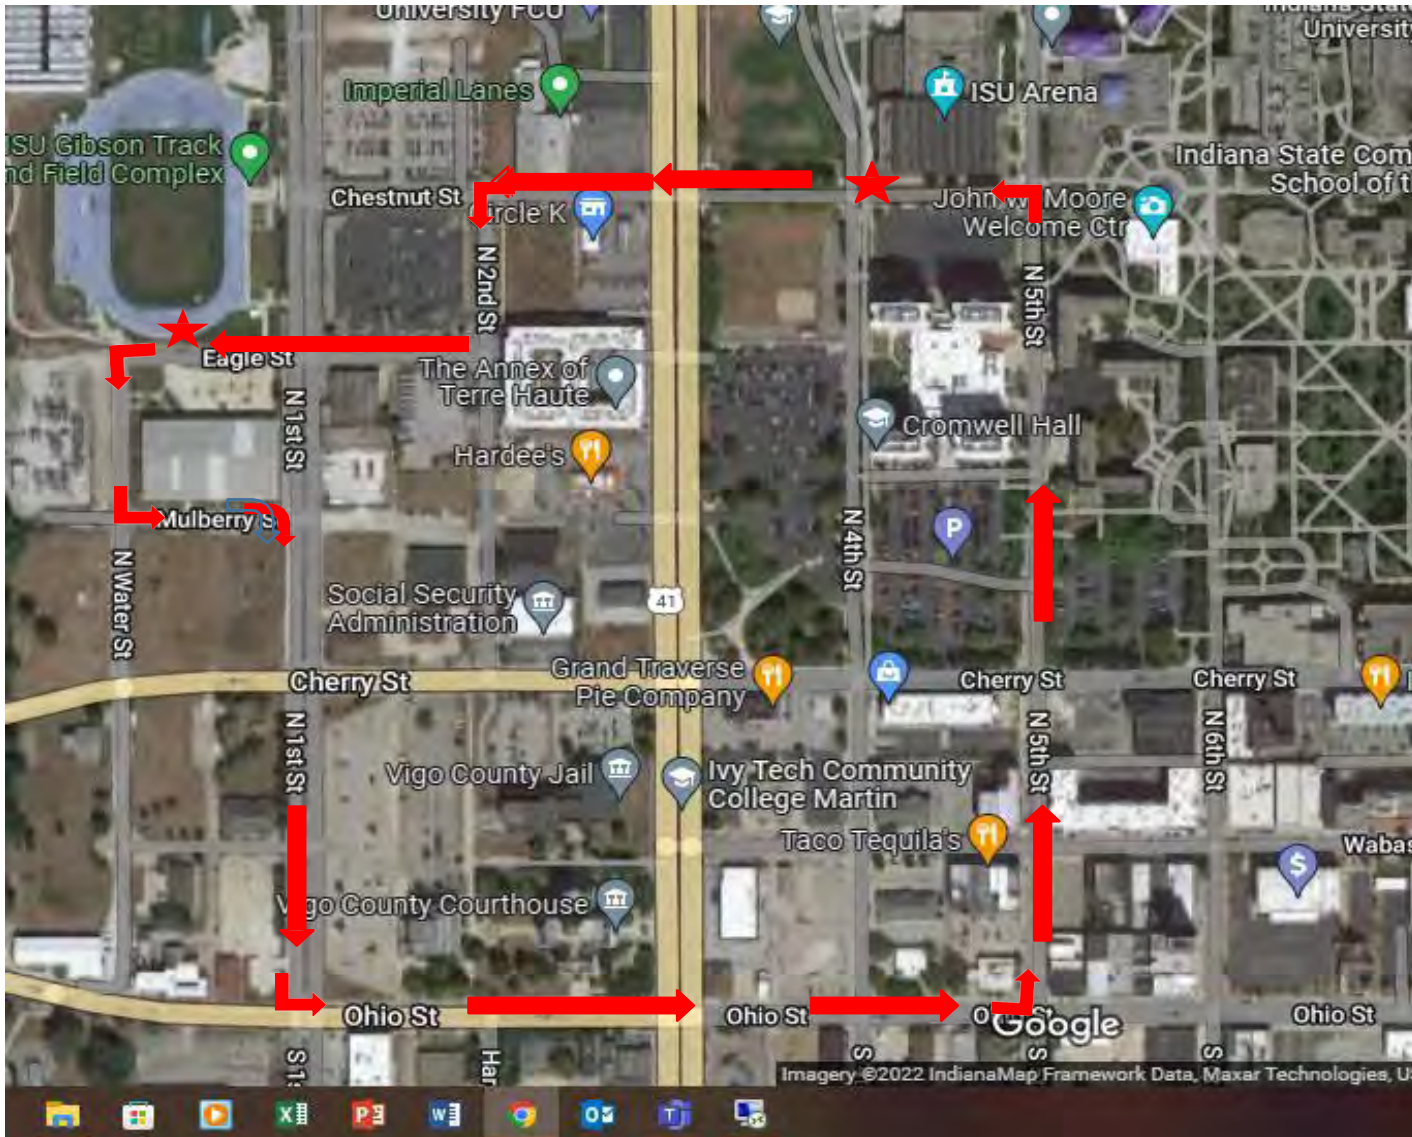 University FCU
Indiana State
University
Imperial Lanes
ISU Arena
ISU Gibson Track
nd Field Complex
Indiana State Com
School of t
Chestnut St
Circle K
John W. Moore
Welcome Ctr
N 2nd St
N 5th St
Eagle St
The Annex of
Terre Haute
N 1st St
Cromwell Hall
Hardee's
Mulberry S
P
N 4th St
N Water St
Social Security
Administration
41
Grand Traverse
Pie Company
Cherry St
Cherry St
Cherry St
N 1st St
N 5th St
N 6th St
Vigo County Jail
Ivy Tech Community
College Martin
Taco Tequila's
Wabas
$
Vigo County Courthouse
Ohio St
Ohio St
Ohio St
Google
S 1s
Har
S
S
S
Imagery ©2022 IndianaMap Framework Data, Maxar Technologies, U